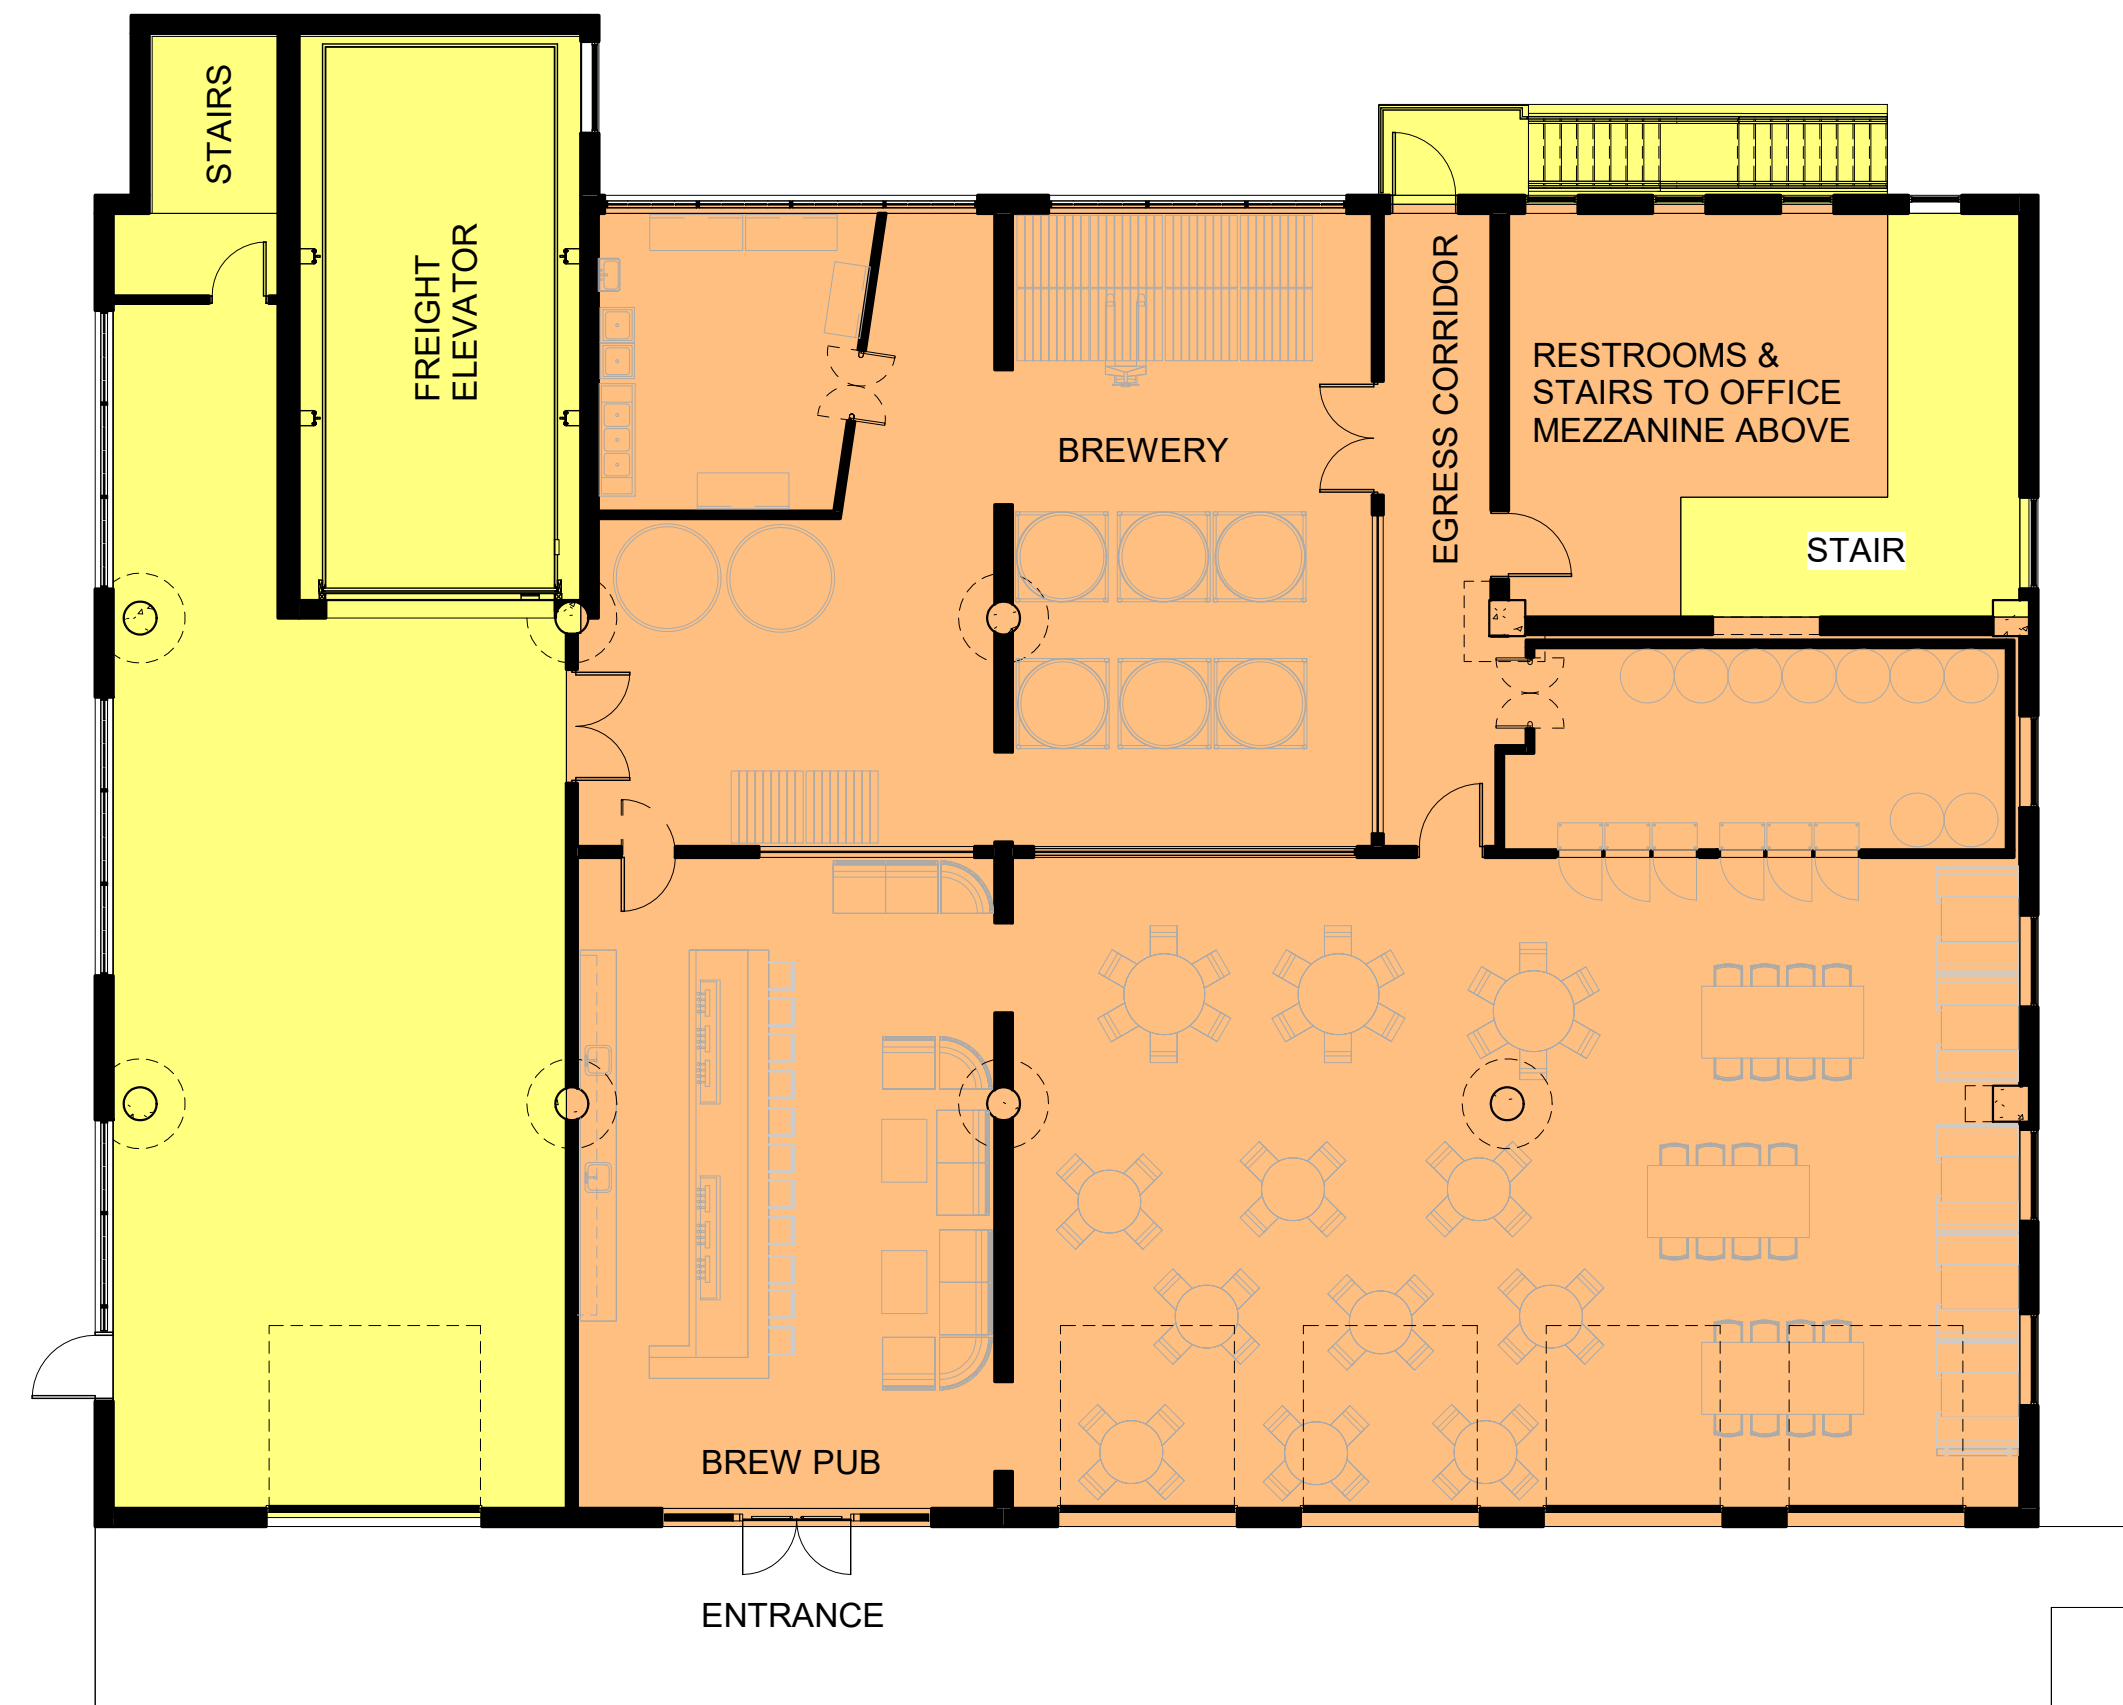 STAIRS
FREIGHT
ELEVATOR
BREWERY
EGRESS CORRIDOR
RESTROOMS &
STAIRS TO OFFICE
MEZZANINE ABOVE
STAIR
BREW PUB
ENTRANCE